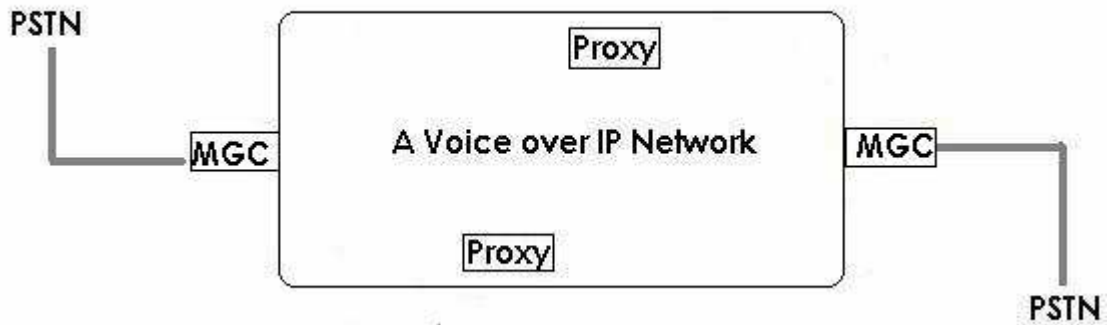 PSTN
Proxy
MGC
A Voice over IP Network
MGC
Proxy
PSTN